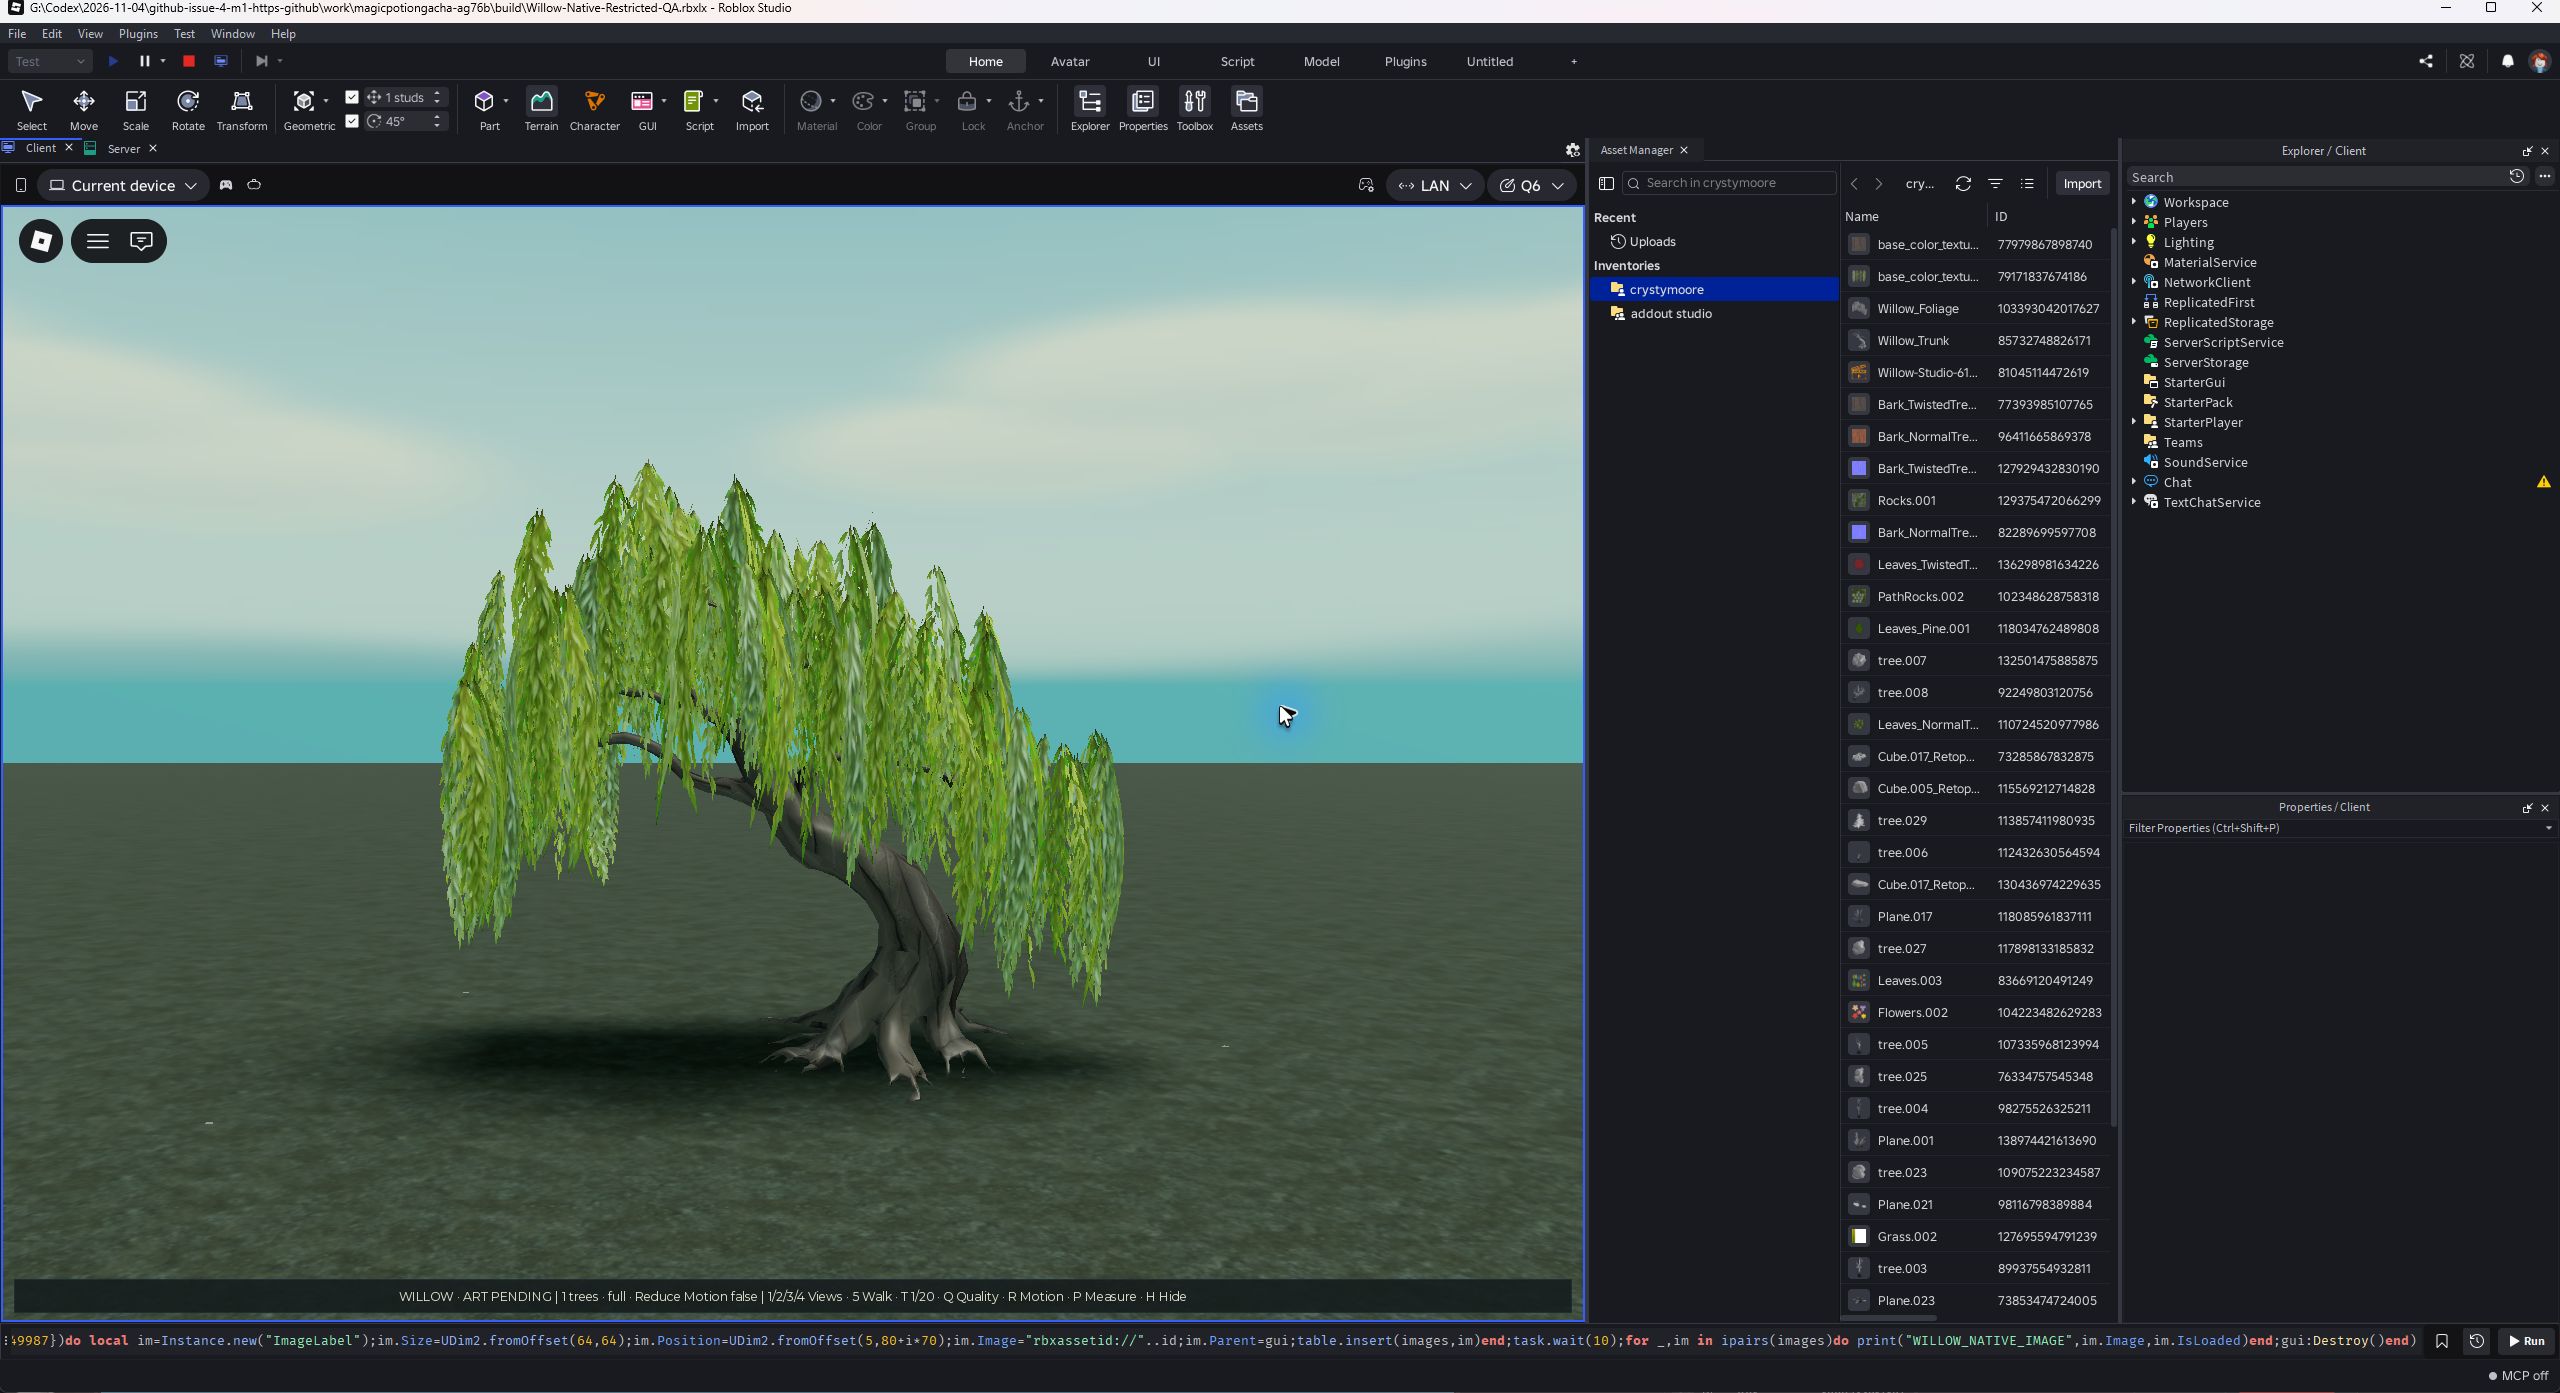 G:\Codex\2026-11-04\github-issue-4-m1-https-github\work\magicpotiongacha-ag76b\build\Willow-Native-Restricted-QA.rbxlx - Roblox Studio
File Edit View Plugins Test Window Help
Test
Home Avatar UI Script Model Plugins Untitled +
1 studs
45°
Select Move Scale Rotate Transform Geometric Part Terrain Character GUI Script Import Material Color Group Lock Anchor Explorer Properties Toolbox Assets
Client Server
Current device
LAN
Q6
Asset Manager
Search in crystymoore
cry...
Import
Recent
Uploads
Inventories
crystymoore
addout studio
Name ID
base_color_textu... 77979867898740
base_color_textu... 79171837674186
Willow_Foliage 103393042017627
Willow_Trunk 85732748826171
Willow-Studio-61... 81045114472619
Bark_TwistedTre... 77393985107765
Bark_NormalTre... 96411665869378
Bark_TwistedTre... 127929432830190
Rocks.001 129375472066299
Bark_NormalTre... 82289699597708
Leaves_TwistedT... 136298981634226
PathRocks.002 102348628758318
Leaves_Pine.001 118034762489808
tree.007 132501475885875
tree.008 92249803120756
Leaves_NormalT... 110724520977986
Cube.017_Retop... 73285867832875
Cube.005_Retop... 115569212714828
tree.029 113857411980935
tree.006 112432630564594
Cube.017_Retop... 130436974229635
Plane.017 118085961837111
tree.027 117898133185832
Leaves.003 83669120491249
Flowers.002 104223482629283
tree.005 107335968123994
tree.025 76334757545348
tree.004 98275526325211
Plane.001 138974421613690
tree.023 109075223234587
Plane.021 98116798389884
Grass.002 127695594791239
tree.003 89937554932811
Plane.023 73853474724005
Explorer / Client
Search
Workspace
Players
Lighting
MaterialService
NetworkClient
ReplicatedFirst
ReplicatedStorage
ServerScriptService
ServerStorage
StarterGui
StarterPack
StarterPlayer
Teams
SoundService
Chat
TextChatService
Properties / Client
Filter Properties (Ctrl+Shift+P)
WILLOW · ART PENDING | 1 trees · full · Reduce Motion false | 1/2/3/4 Views · 5 Walk · T 1/20 · Q Quality · R Motion · P Measure · H Hide
49987})do local im=Instance.new("ImageLabel");im.Size=UDim2.fromOffset(64,64);im.Position=UDim2.fromOffset(5,80+i*70);im.Image="rbxassetid://"..id;im.Parent=gui;table.insert(images,im)end;task.wait(10);for _,im in ipairs(images)do print("WILLOW_NATIVE_IMAGE",im.Image,im.IsLoaded)end;gui:Destroy()end)
Run
MCP off